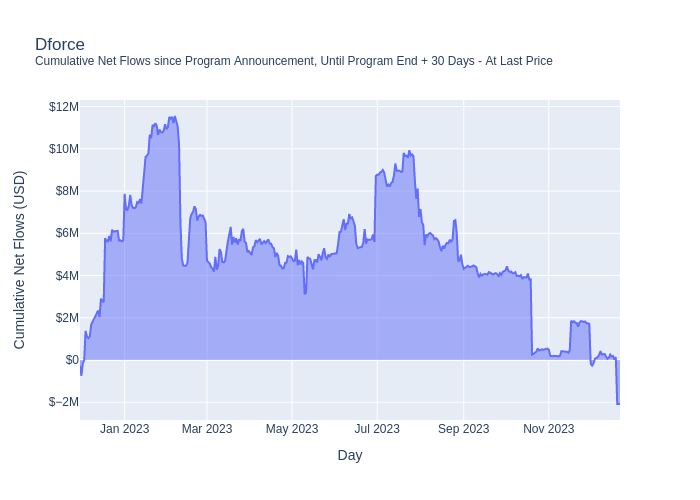 Dforce
Cumulative Net Flows since Program Announcement, Until Program End + 30 Days - At Last Price
Cumulative Net Flows (USD)
$12M
$10M
$8M
$6M
$4M
$2M
$0
$−2M
Jan 2023 Mar 2023 May 2023 Jul 2023 Sep 2023 Nov 2023
Day